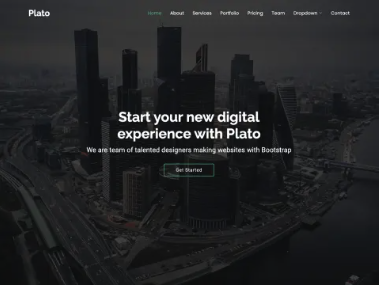 Plato
Home About Services Portfolio Pricing Team Dropdown Contact
Start your new digital
experience with Plato
We are team of talented designers making websites with Bootstrap
Get Started